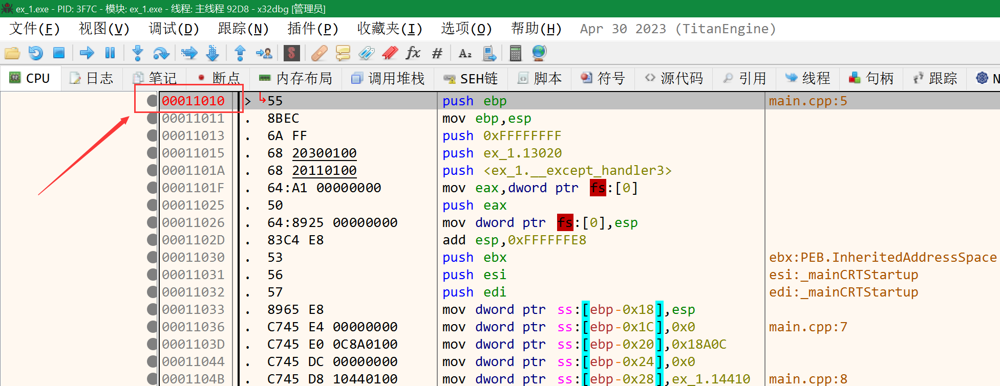 ex_1.exe - PID: 3F7C - 模块: ex_1.exe - 线程: 主线程 92D8 - x32dbg [管理员]
文件(F) 视图(V) 调试(D) 跟踪(N) 插件(P) 收藏夹(I) 选项(O) 帮助(H) Apr 30 2023 (TitanEngine)
S fx # Az
CPU 日志 笔记 断点 内存布局 调用堆栈 SEH链 脚本 符号 源代码 引用 线程 句柄 跟踪 N
00011010 > 55 push ebp main.cpp:5
00011011 . 8BEC mov ebp,esp
00011013 . 6A FF push 0xFFFFFFFF
00011015 . 68 20300100 push ex_1.13020
0001101A . 68 20110100 push <ex_1.__except_handler3>
0001101F . 64:A1 00000000 mov eax,dword ptr fs:[0]
00011025 . 50 push eax
00011026 . 64:8925 00000000 mov dword ptr fs:[0],esp
0001102D . 83C4 E8 add esp,0xFFFFFFE8
00011030 . 53 push ebx ebx:PEB.InheritedAddressSpace
00011031 . 56 push esi esi:_mainCRTStartup
00011032 . 57 push edi edi:_mainCRTStartup
00011033 . 8965 E8 mov dword ptr ss:[ebp-0x18],esp
00011036 . C745 E4 00000000 mov dword ptr ss:[ebp-0x1C],0x0 main.cpp:7
0001103D . C745 E0 0C8A0100 mov dword ptr ss:[ebp-0x20],0x18A0C
00011044 . C745 DC 00000000 mov dword ptr ss:[ebp-0x24],0x0
0001104B . C745 D8 10440100 mov dword ptr ss:[ebp-0x28],ex_1.14410 main.cpp:8